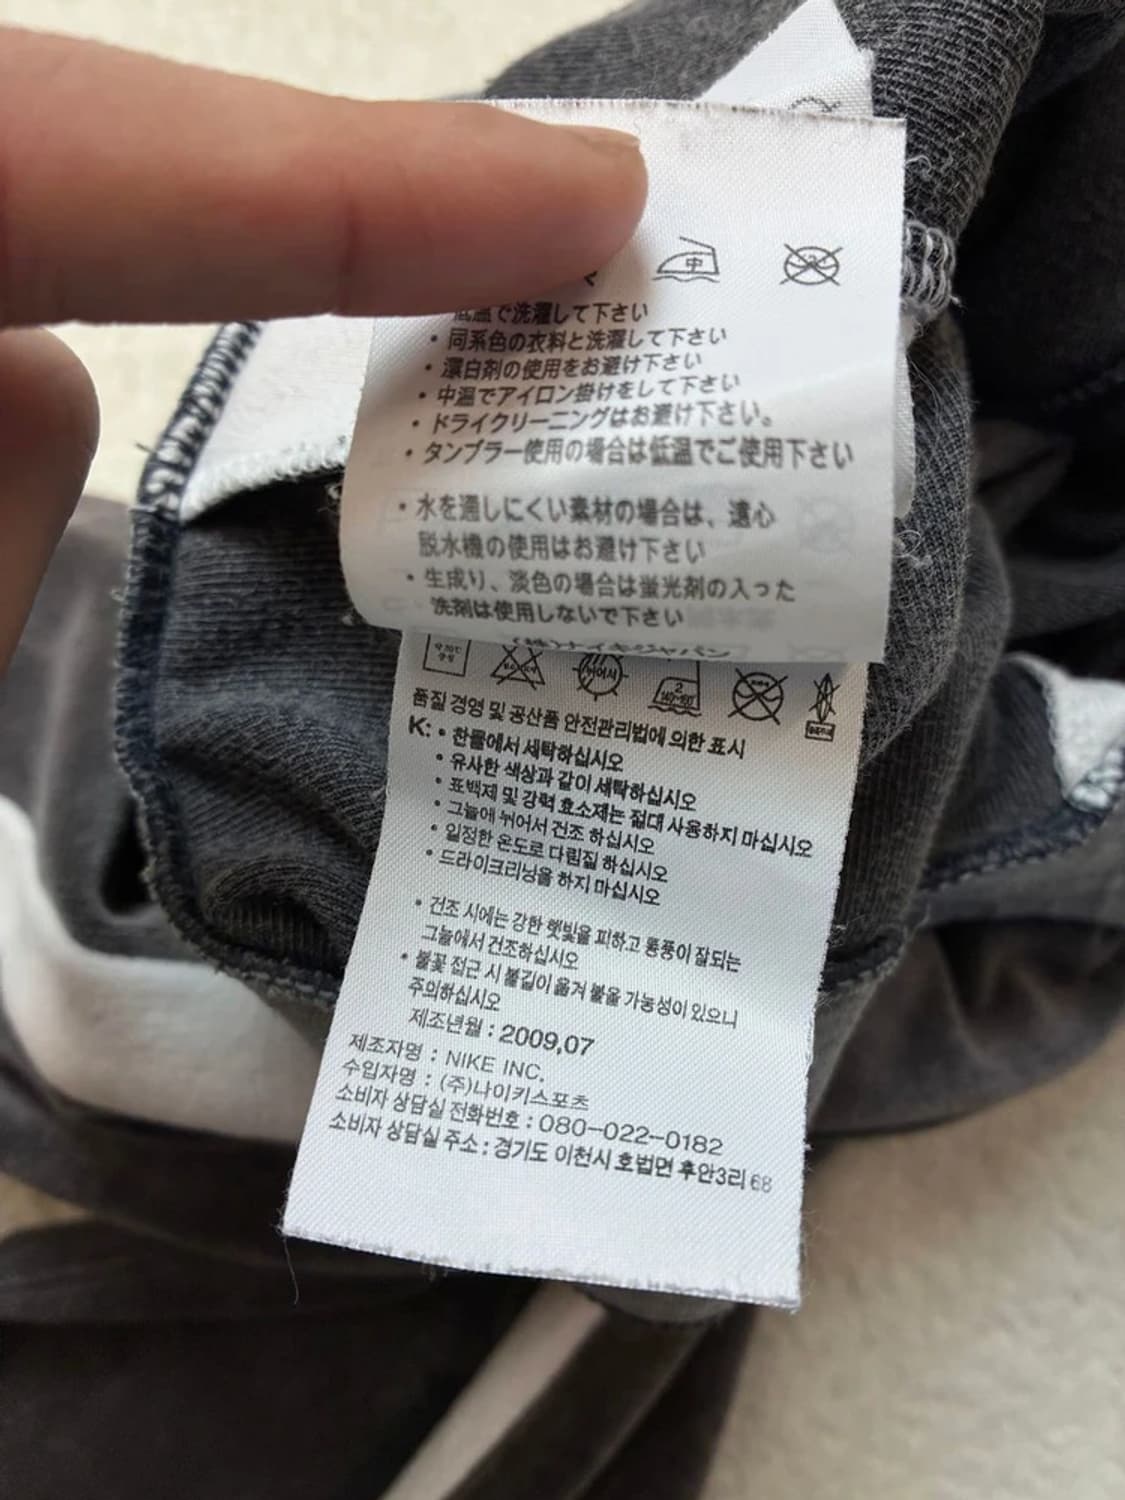 中
低温で洗濯して下さい
・同系色の衣料と洗濯して下さい
・漂白剤の使用をお避け下さい
・中温でアイロン掛けをして下さい
・ドライクリーニングはお避け下さい。
・タンブラー使用の場合は低温でご使用下さい
・水を通しにくい素材の場合は、遠心
脱水機の使用はお避け下さい
・生成り、淡色の場合は蛍光剤の入った
洗剤は使用しないで下さい
(株)ナイキジャパン
뉘어서
2
140~160
품질 경영 및 공산품 안전관리법에 의한 표시
K: • 찬물에서 세탁하십시오
• 유사한 색상과 같이 세탁하십시오
• 표백제 및 강력 효소제는 절대 사용하지 마십시오
• 그늘에 뉘어서 건조 하십시오
• 일정한 온도로 다림질 하십시오
• 드라이크리닝을 하지 마십시오
• 건조 시에는 강한 햇빛을 피하고 통풍이 잘되는
그늘에서 건조하십시오
• 불꽃 접근 시 불길이 옮겨 붙을 가능성이 있으니
주의하십시오
제조년월 : 2009,07
제조자명 : NIKE INC.
수입자명 : (주)나이키스포츠
소비자 상담실 전화번호 : 080-022-0182
소비자 상담실 주소 : 경기도 이천시 호법면 후안3리 68